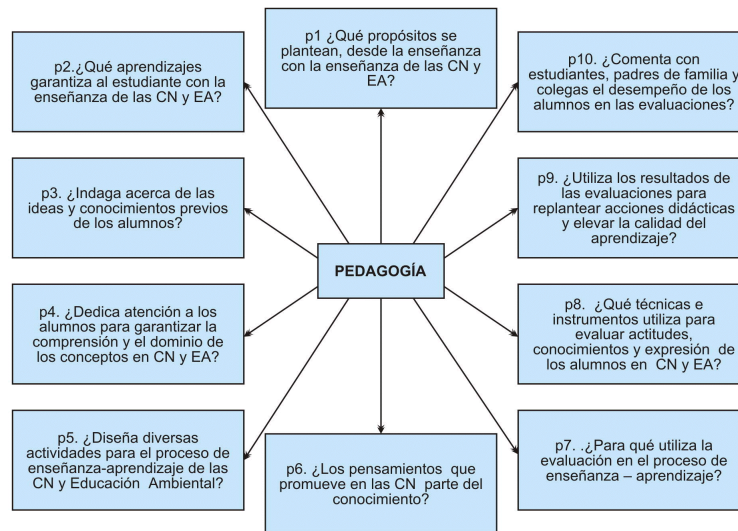 p1 ¿Qué propósitos se
plantean, desde la enseñanza
con la enseñanza de las CN y
EA?
p2.¿Qué aprendizajes
garantiza al estudiante con la
enseñanza de las CN y EA?
p3. ¿Indaga acerca de las
ideas y conocimientos previos
de los alumnos?
p4. ¿Dedica atención a los
alumnos para garantizar la
comprensión y el dominio
de los conceptos en CN y EA?
p5. ¿Diseña diversas
actividades para el proceso de
enseñanza-aprendizaje de las
CN y Educación Ambiental?
p6. ¿Los pensamientos que
promueve en las CN parte del
conocimiento?
p7. .¿Para qué utiliza la
evaluación en el proceso de
enseñanza – aprendizaje?
p8. ¿Qué técnicas e
instrumentos utiliza para
evaluar actitudes,
conocimientos y expresión de
los alumnos en CN y EA?
p9. ¿Utiliza los resultados de
las evaluaciones para
replantear acciones didácticas
y elevar la calidad del
aprendizaje?
p10. ¿Comenta con
estudiantes, padres de familia y
colegas el desempeño de los
alumnos en las evaluaciones?
PEDAGOGÍA